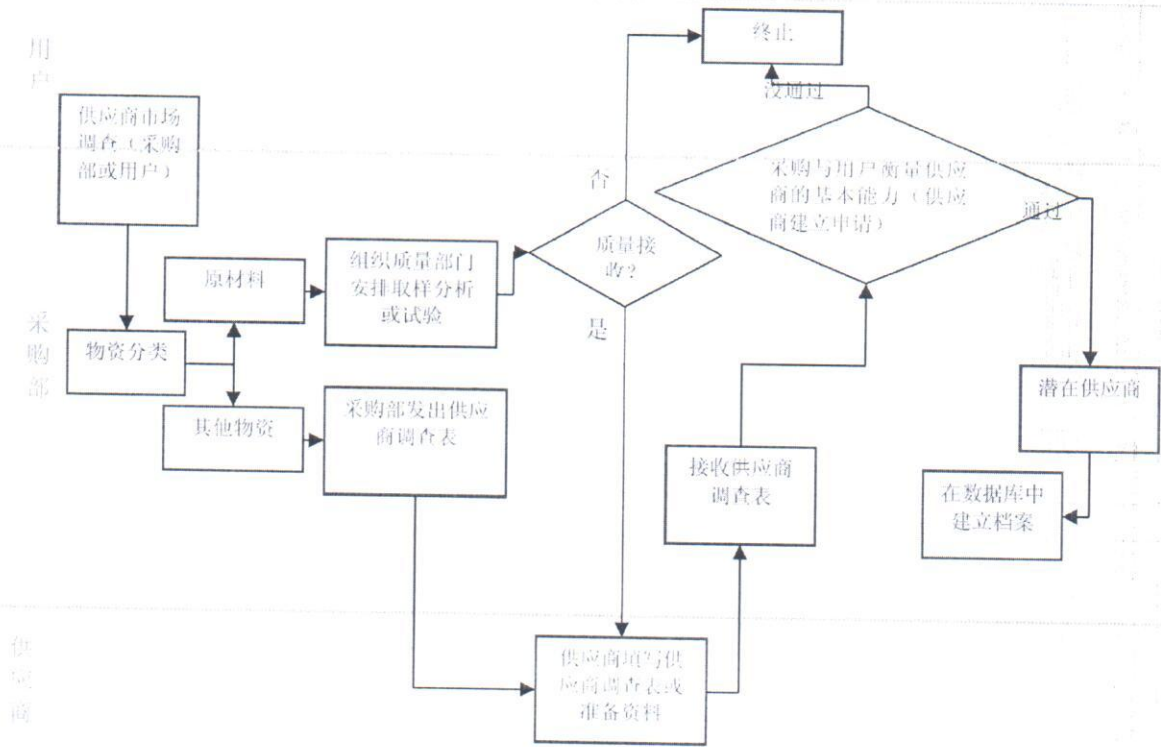 用
户
终止
没通过
供应商市场
调查（采购
部或用户）
否
采购与用户衡量供应
商的基本能力（供应
商建立申请）
通过
质量接
收？
组织质量部门
安排取样分析
或试验
原材料
是
采
购
部
物资分类
潜在供应商
采购部发出供应
商调查表
其他物资
接收供应商
调查表
在数据库中
建立档案
供
应
商
供应商填写供
应商调查表或
准备资料